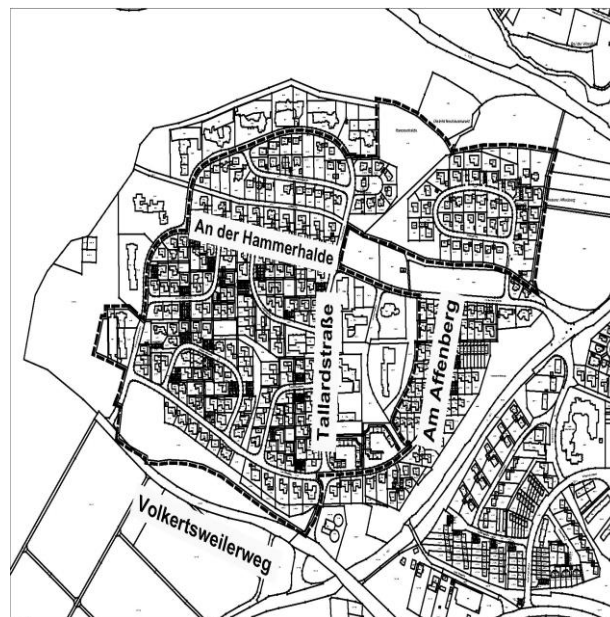 An der Hammerhalde
Tallardstraße
Am Affenberg
Volkertsweilerweg